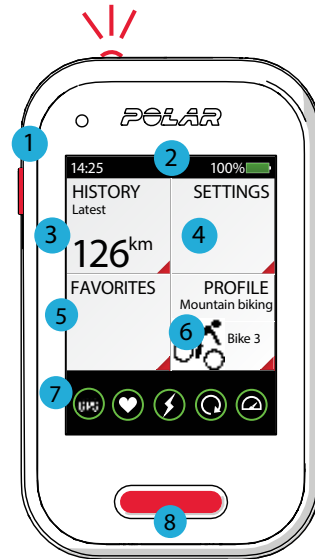 POLAR
1
2
14:25 100%
HISTORY SETTINGS
Latest
3
126km
4
FAVORITES PROFILE
Mountain biking
5
6
Bike 3
7
GPS
8